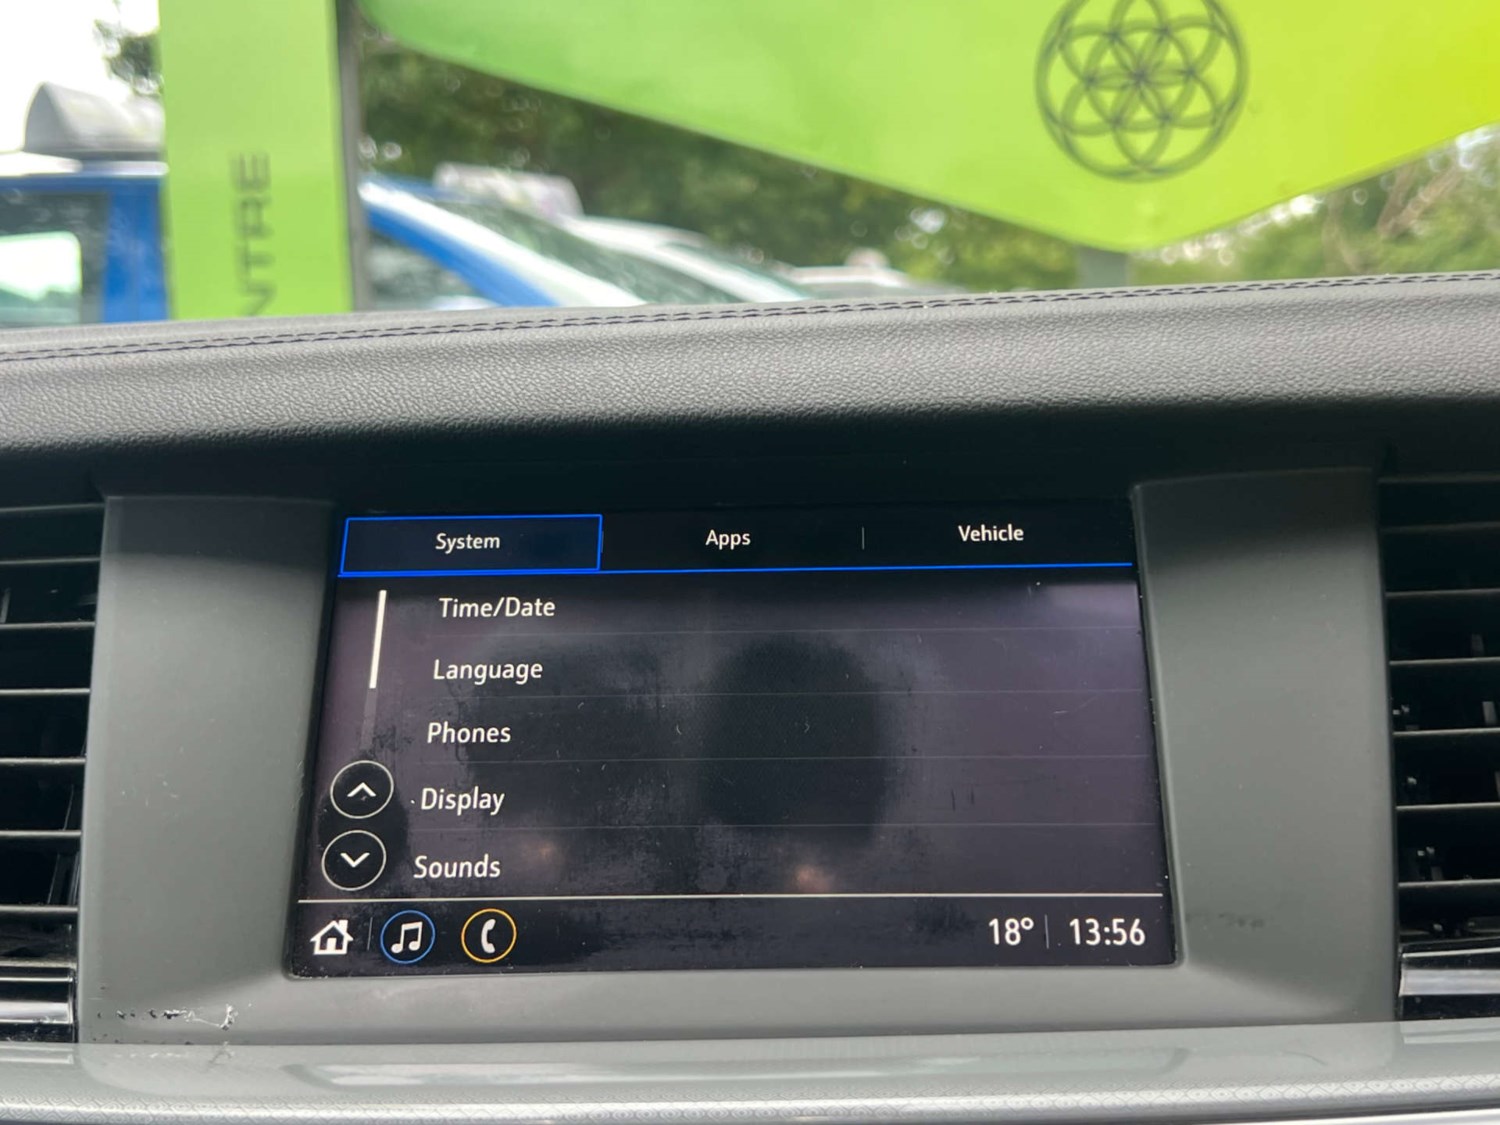 NTRE
System Apps Vehicle
Time/Date
Language
Phones
Display
Sounds
18° 13:56